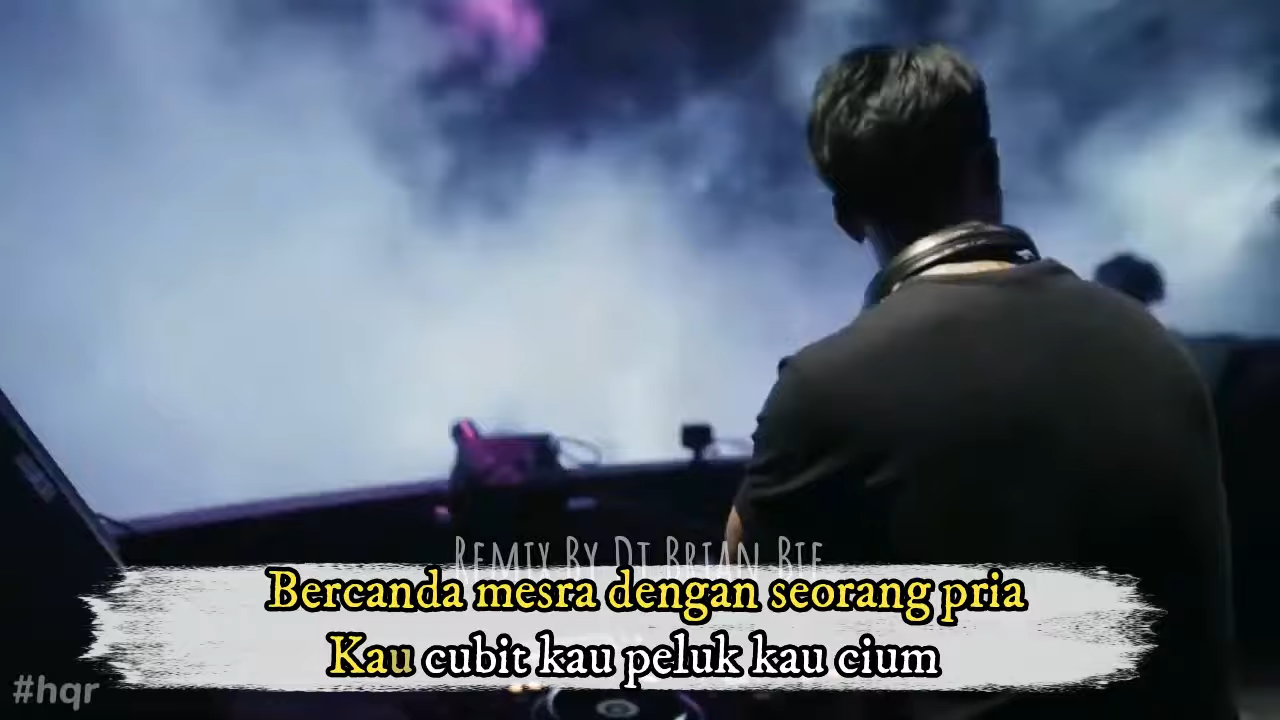 Remix By Dj Brian Bie
Bercanda mesra dengan seorang pria
Kau cubit kau peluk kau cium
#hqr